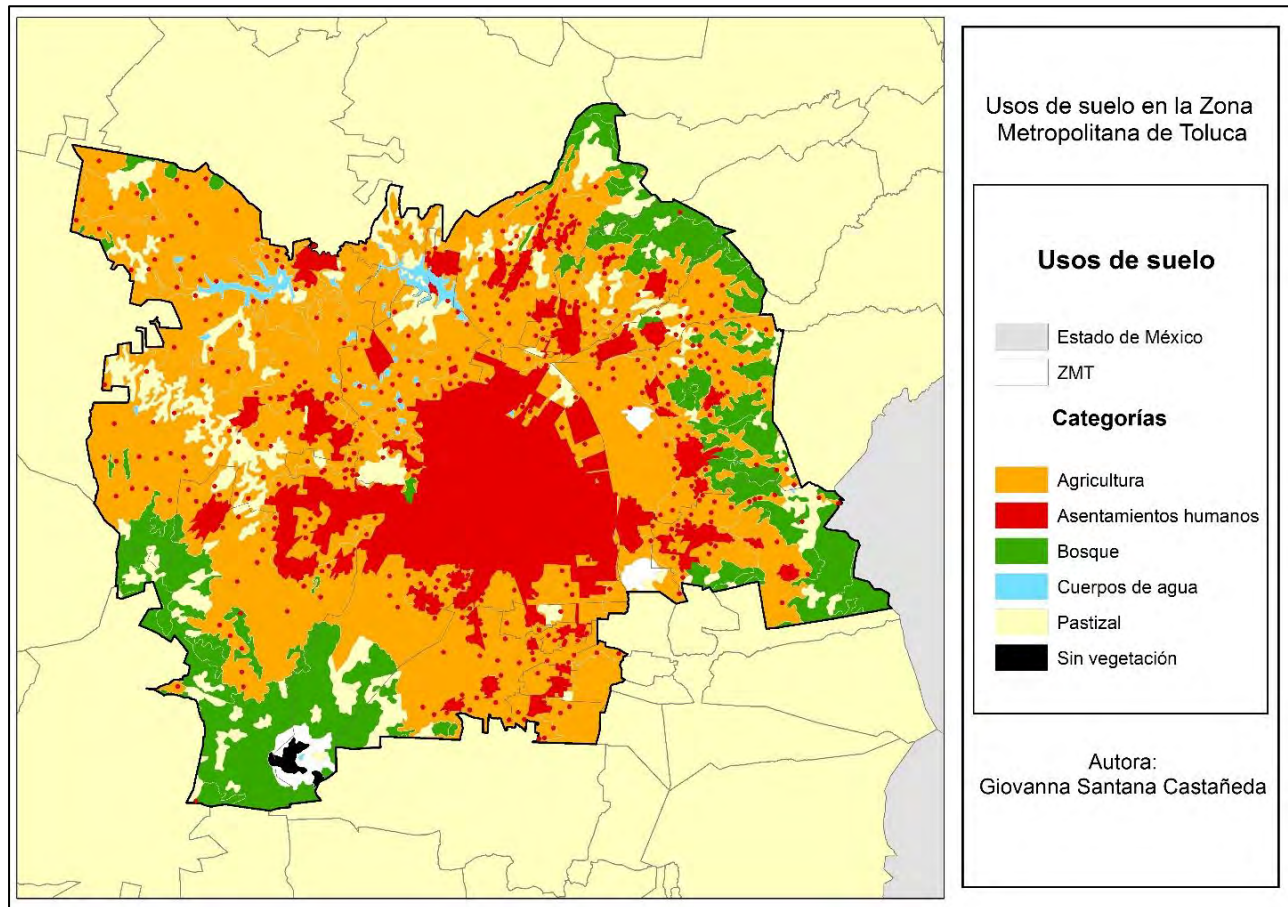 Usos de suelo en la Zona
Metropolitana de Toluca
Usos de suelo
Estado de México
ZMT
Categorías
Agricultura
Asentamientos humanos
Bosque
Cuerpos de agua
Pastizal
Sin vegetación
Autora:
Giovanna Santana Castañeda